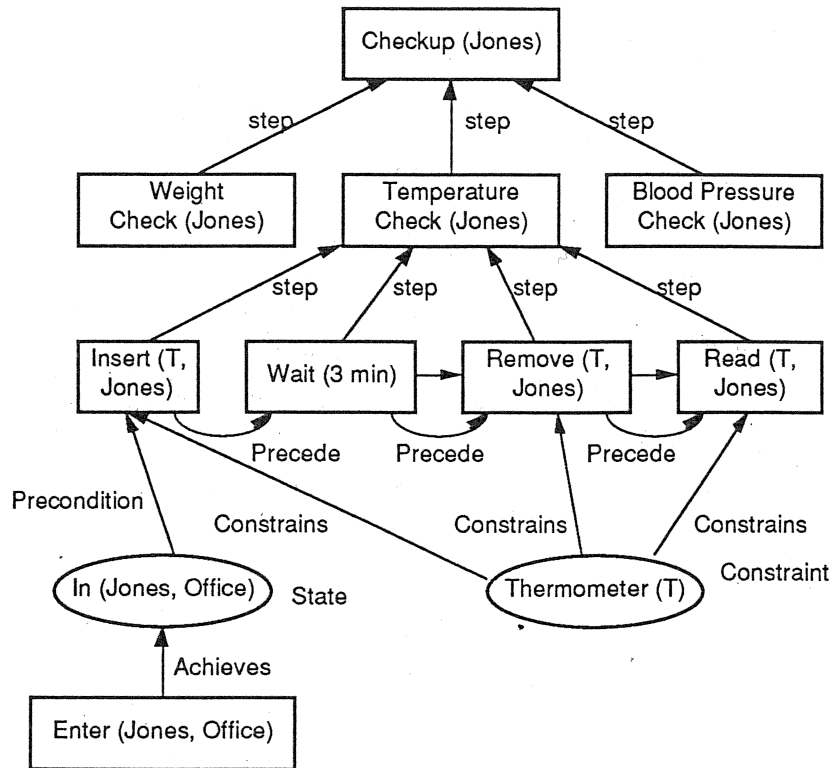 Checkup (Jones)
step
step
step
Weight
Check (Jones)
Temperature
Check (Jones)
Blood Pressure
Check (Jones)
step
step
step
step
Insert (T,
Jones)
Wait (3 min)
Remove (T,
Jones)
Read (T,
Jones)
Precede
Precede
Precede
Precondition
Constrains
Constrains
Constrains
In (Jones, Office)
State
Thermometer (T)
Constraint
Achieves
Enter (Jones, Office)